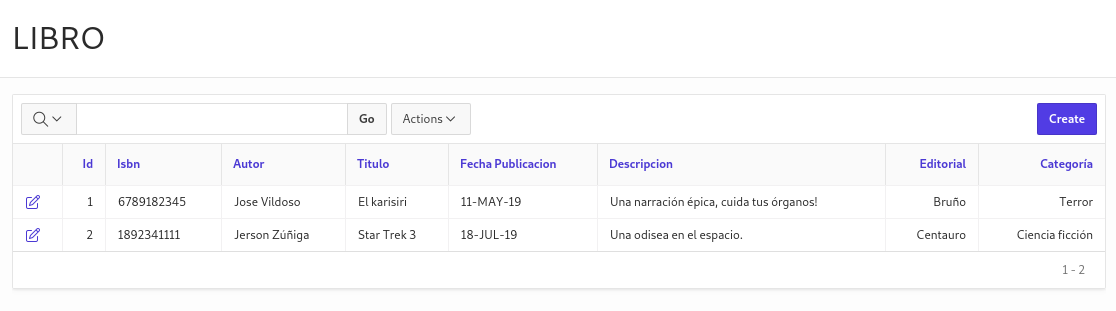 LIBRO
Go Actions Create
Id Isbn Autor Titulo Fecha Publicacion Descripcion Editorial Categoría
1 6789182345 Jose Vildoso El karisiri 11-MAY-19 Una narración épica, cuida tus órganos! Bruño Terror
2 1892341111 Jerson Zúñiga Star Trek 3 18-JUL-19 Una odisea en el espacio. Centauro Ciencia ficción
1 - 2